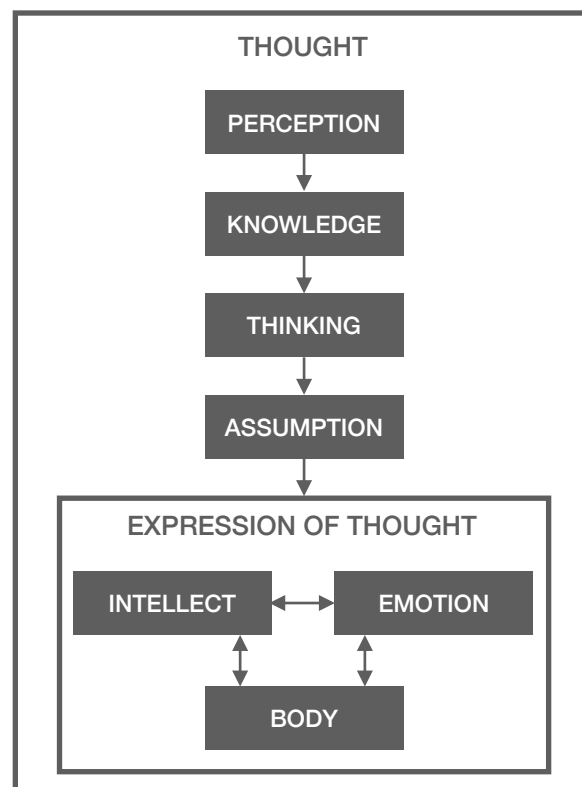 THOUGHT
PERCEPTION
KNOWLEDGE
THINKING
ASSUMPTION
EXPRESSION OF THOUGHT
INTELLECT
EMOTION
BODY